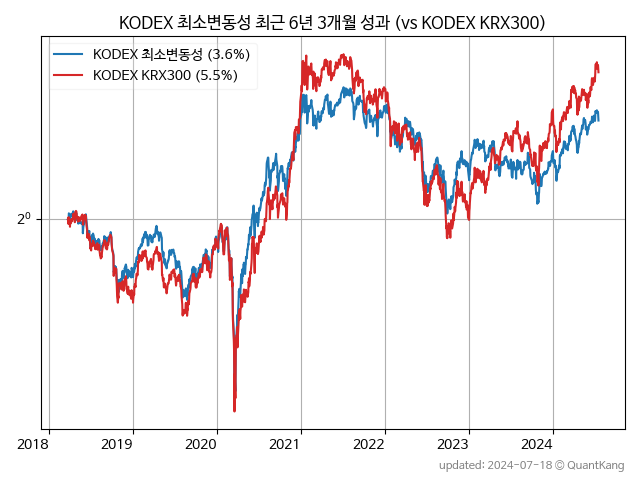 KODEX 최소변동성 최근 6년 3개월 성과 (vs KODEX KRX300)
KODEX 최소변동성 (3.6%)
KODEX KRX300 (5.5%)
2⁰
2018 2019 2020 2021 2022 2023 2024
updated: 2024-07-18 © QuantKang